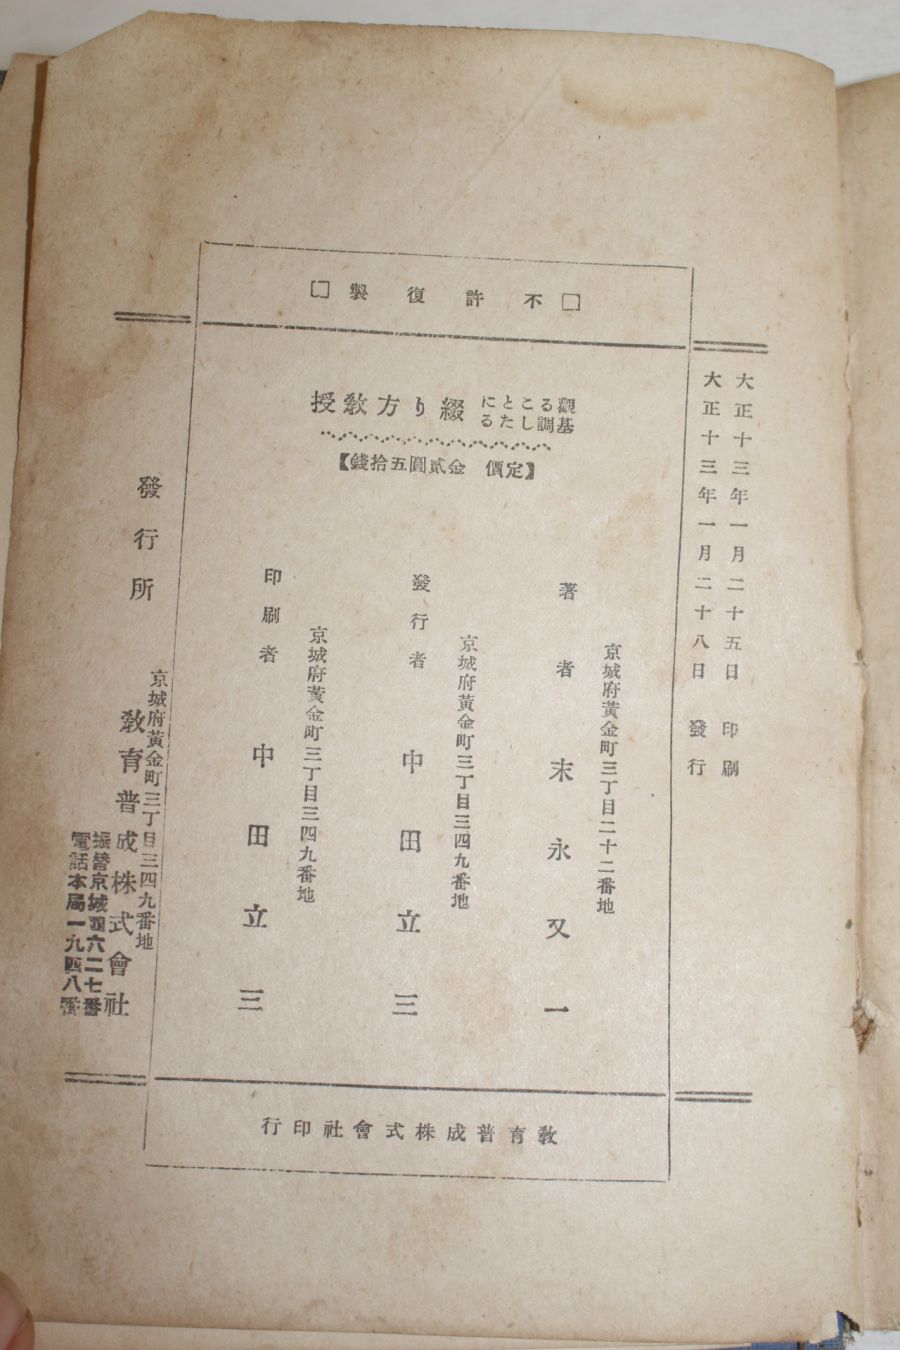 大正十三年一月二十五日 印刷
大正十三年一月二十八日 發行
□不許復製□
觀ることに
基調したる
綴り方敎授
【定價 金貳圓五拾錢】
京城府黃金町三丁目二十二番地
著者 末永又一
京城府黃金町三丁目三四九番地
發行者 中田立三
京城府黃金町三丁目三四九番地
印刷者 中田立三
敎育普成株式會社印行
京城府黃金町三丁目三四九番地
發行所 敎育普成株式會社
振替京城四六二七番
電話本局一九四八番